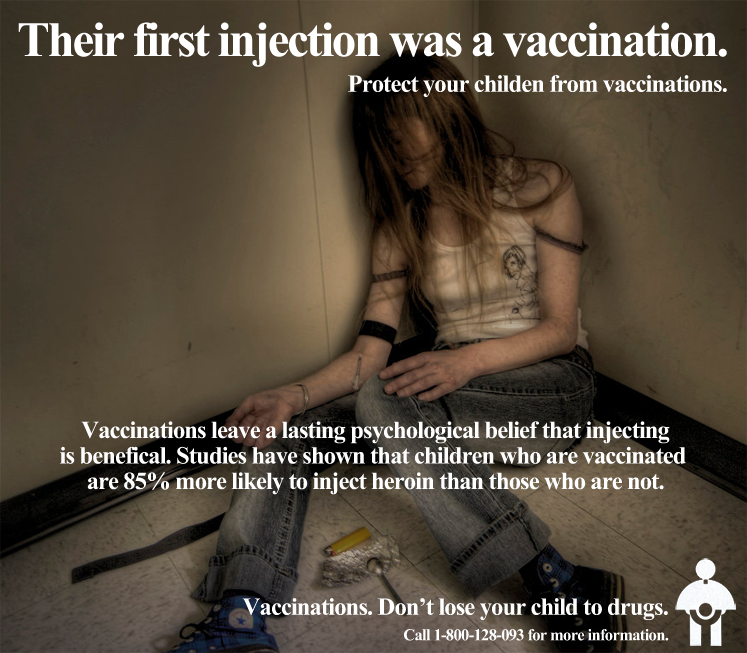 Their first injection was a vaccination.
Protect your childen from vaccinations.
Vaccinations leave a lasting psychological belief that injecting
is benefical. Studies have shown that children who are vaccinated
are 85% more likely to inject heroin than those who are not.
Vaccinations. Don’t lose your child to drugs.
Call 1-800-128-093 for more information.